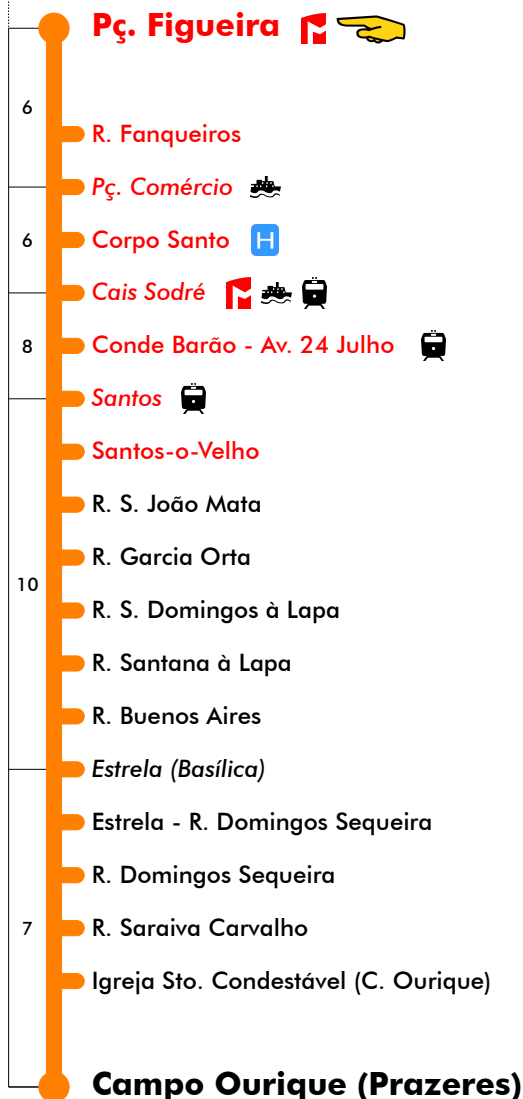 Pç. Figueira
6
R. Fanqueiros
Pç. Comércio
6
Corpo Santo H
Cais Sodré
8
Conde Barão - Av. 24 Julho
Santos
Santos-o-Velho
R. S. João Mata
R. Garcia Orta
10
R. S. Domingos à Lapa
R. Santana à Lapa
R. Buenos Aires
Estrela (Basílica)
Estrela - R. Domingos Sequeira
R. Domingos Sequeira
7
R. Saraiva Carvalho
Igreja Sto. Condestável (C. Ourique)
Campo Ourique (Prazeres)